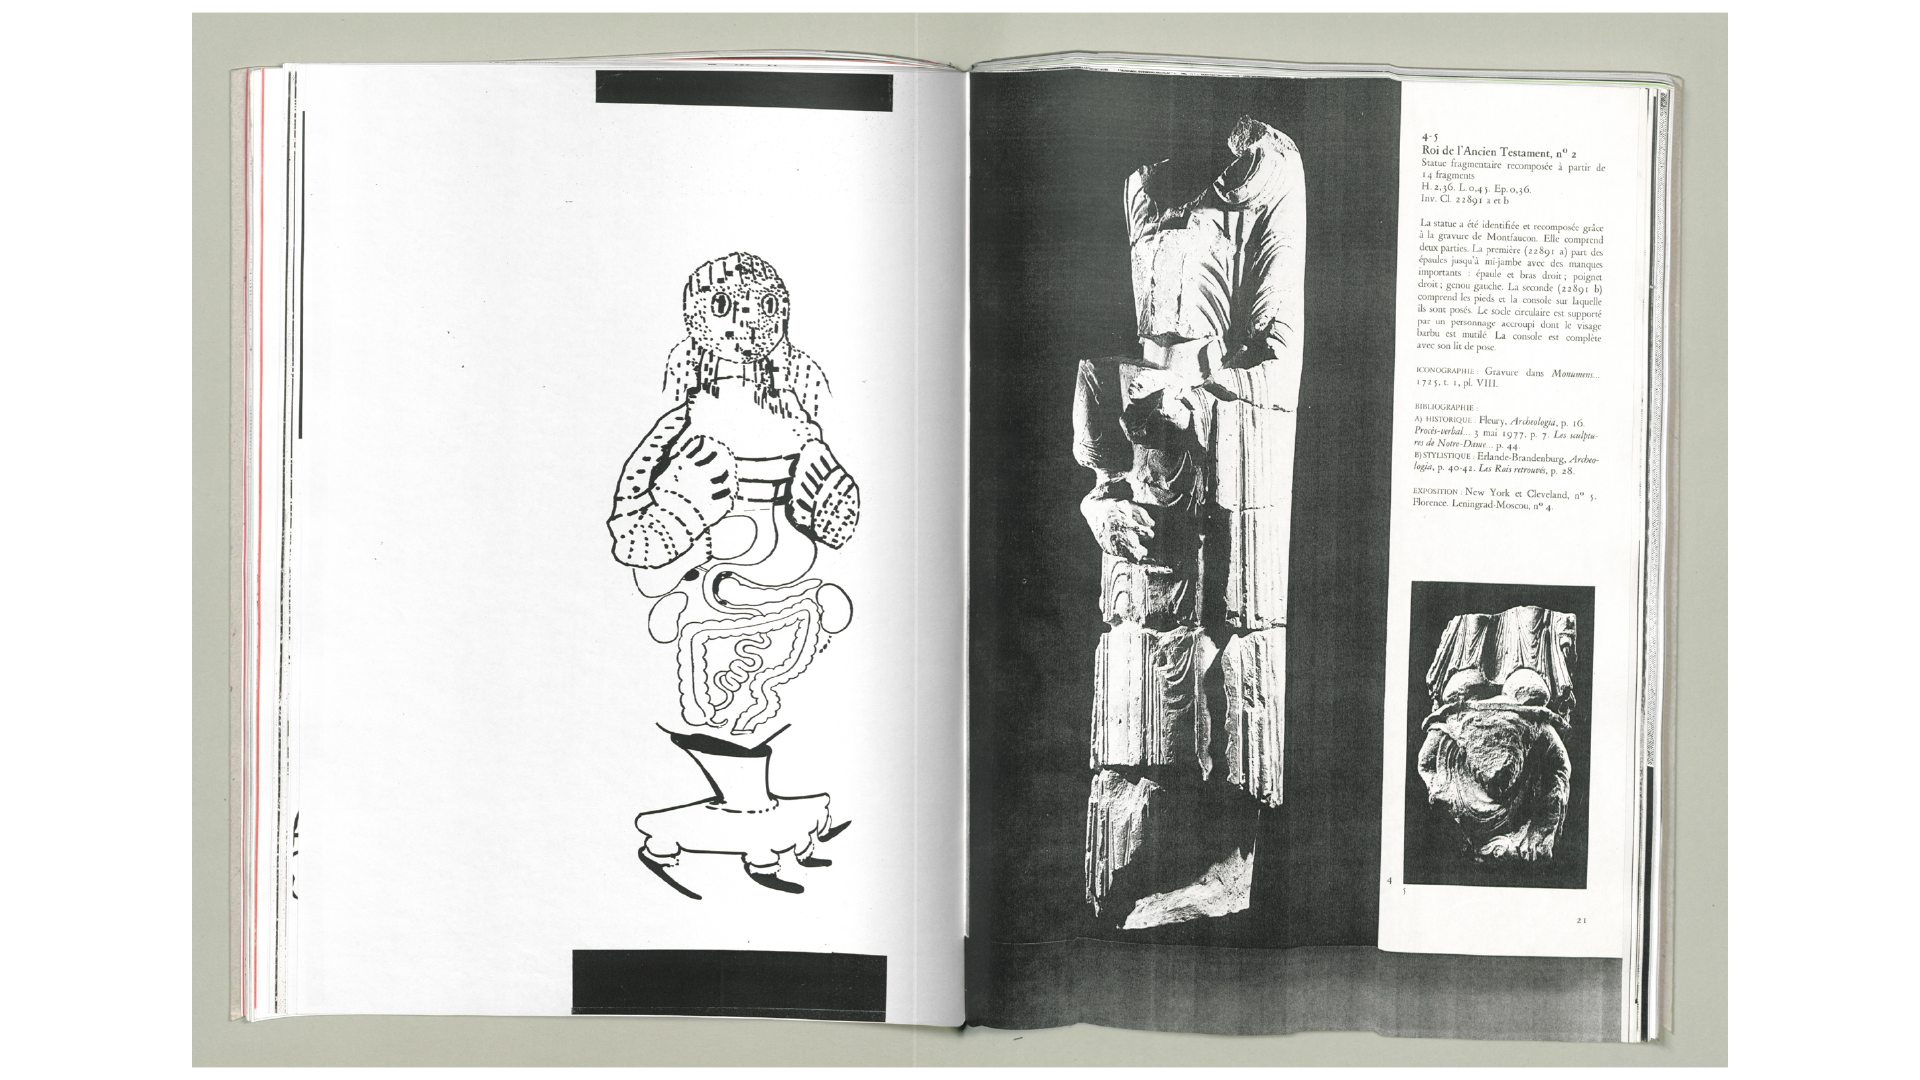 4-5
Roi de l'Ancien Testament, nº 2
Statue fragmentaire recomposée à partir de
14 fragments
H. 2,36. L. 0,45. Ep. 0,36.
Inv. Cl. 22891 a et b
La statue a été identifiée et recomposée grâce
à la gravure de Montfaucon. Elle comprend
deux parties. La première (22891 a) part des
épaules jusqu'à mi-jambe avec des manques
importants : épaule et bras droit ; poignet
droit ; genou gauche. La seconde (22891 b)
comprend les pieds et la console sur laquelle
ils sont posés. Le socle circulaire est supporté
par un personnage accroupi dont le visage
barbu est mutilé. La console est complète
avec son lit de pose.
ICONOGRAPHIE : Gravure dans Monumens...
1725, t. 1, pl. VIII.
BIBLIOGRAPHIE :
A) HISTORIQUE : Fleury, Archeologia, p. 16.
Procès-verbal... 3 mai 1977, p. 7. Les sculptu-
res de Notre-Dame... p. 44.
B) STYLISTIQUE : Erlande-Brandenburg, Archeo-
logia, p. 40-42. Les Rois retrouvés, p. 28.
EXPOSITION : New York et Cleveland, nº 5.
Florence. Leningrad-Moscou, nº 4.
4
5
21